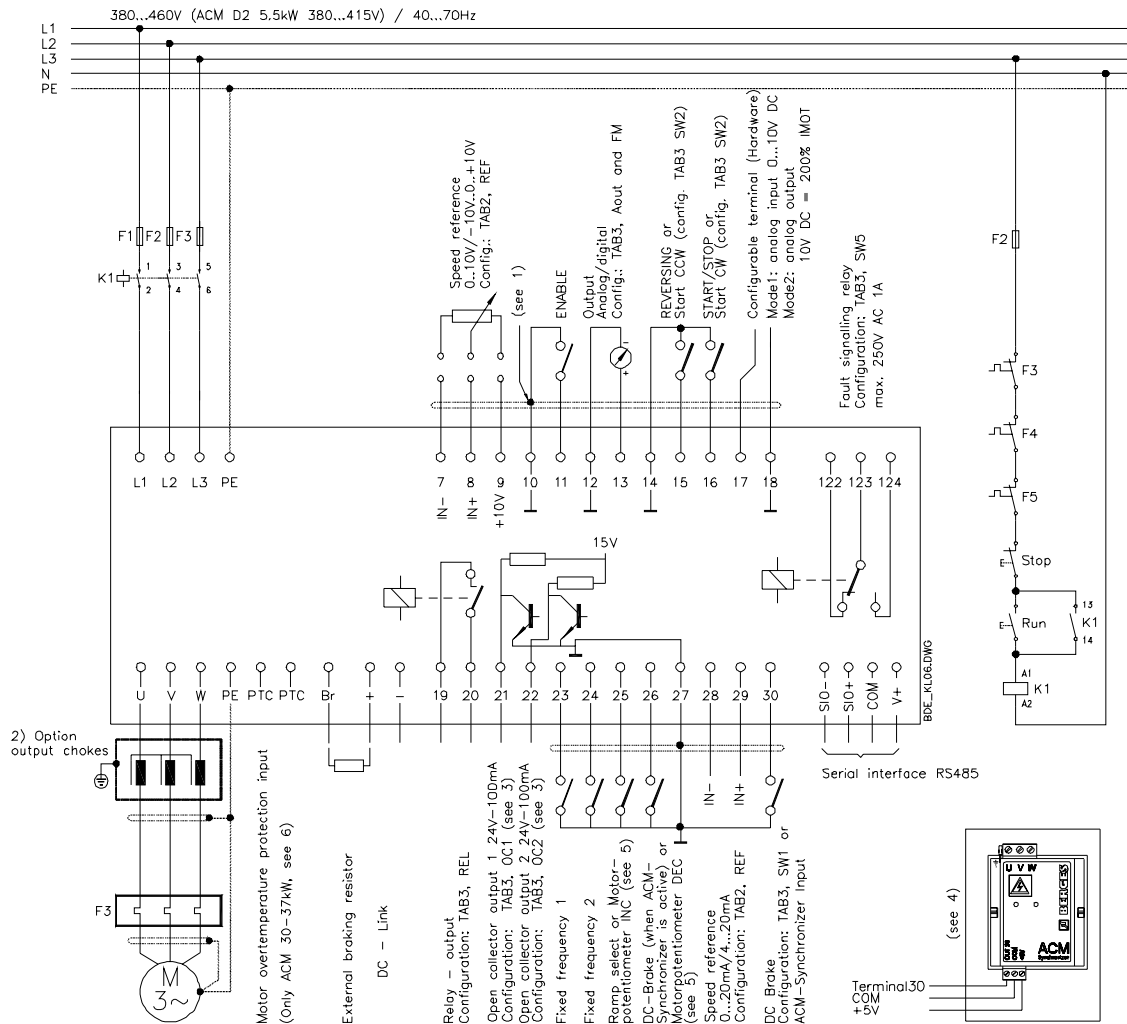 380...460V (ACM D2 5,5kW 380...415V) / 40...70Hz
L1
L2
L3
N
PE
F1
F2
F3
K1
1
3
5
2
4
6
Speed reference
0..10V/-10V..0..+10V
Config.: TAB2, REF
(see 1)
ENABLE
Output
Analog/digital
Config.: TAB3, Aout and FM
-
+
REVERSING or
Start CCW (config. TAB3 SW2)
START/STOP or
Start CW (config. TAB3 SW2)
Configurable terminal (Hardware)
Mode1: analog input 0...10V DC
Mode2: analog output
10V DC = 200% IMOT
Fault signalling relay
Configuration: TAB3, SW5
max. 250V AC 1A
F2
F3
F4
F5
Stop
Run
13
K1
14
A1
K1
A2
L1 L2 L3 PE
7 8 9 10 11 12 13 14 15 16 17 18
122 123 124
IN-
IN+
+10V
15V
U V W PE PTC PTC Br + - 19 20 21 22 23 24 25 26 27 28 29 30
SIO-
SIO+
COM
V+
BDE_KL06.DWG
2) Option
output chokes
F3
M
3~
Motor overtemperature protection input
(Only ACM 30-37kW, see 6)
External braking resistor
DC - Link
Relay - output
Configuration: TAB3, REL
Open collector output 1 24V-100mA
Configuration: TAB3, OC1 (see 3)
Open collector output 2 24V-100mA
Configuration: TAB3, OC2 (see 3)
Fixed frequency 1
Fixed frequency 2
Ramp select or Motor-
potentiometer INC (see 5)
DC-Brake (when ACM-
Synchronizer is active) or
Motorpotentiometer DEC
(see 5)
IN-
IN+
Speed reference
0...20mA/4...20mA
Configuration: TAB2, REF
DC Brake
Configuration: TAB3, SW1 or
ACM-Synchronizer Input
Serial interface RS485
(see 4)
U V W
BERGES
ACM
Synchronizer
COM
Terminal30
COM
+5V